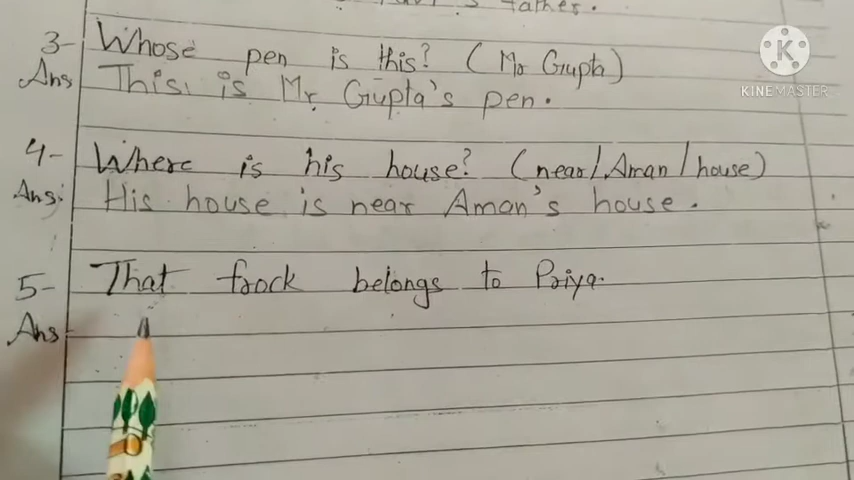 father.
3- Whose pen is this? (Mr Gupta)
Ans This is Mr Gupta's pen.
4- Where is his house? (near/Aman/house)
Ans: His house is near Aman's house.
5- That frock belongs to Priya.
Ans
K
KINEMASTER